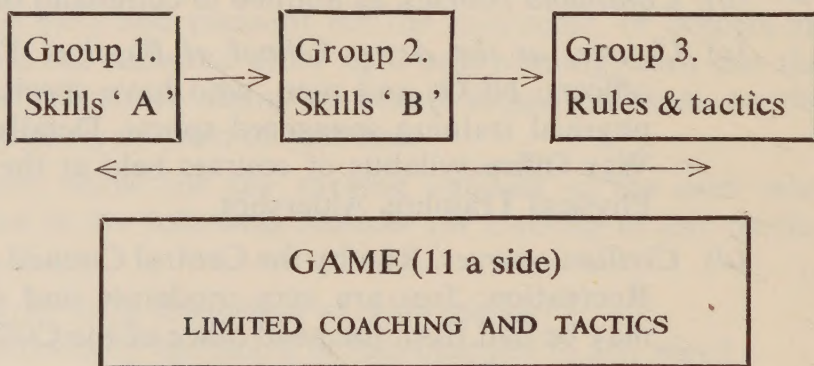 Group 1.
Skills ‘ A ’
Group 2.
Skills ‘ B ’
Group 3.
Rules & tactics
GAME (11 a side)
LIMITED COACHING AND TACTICS